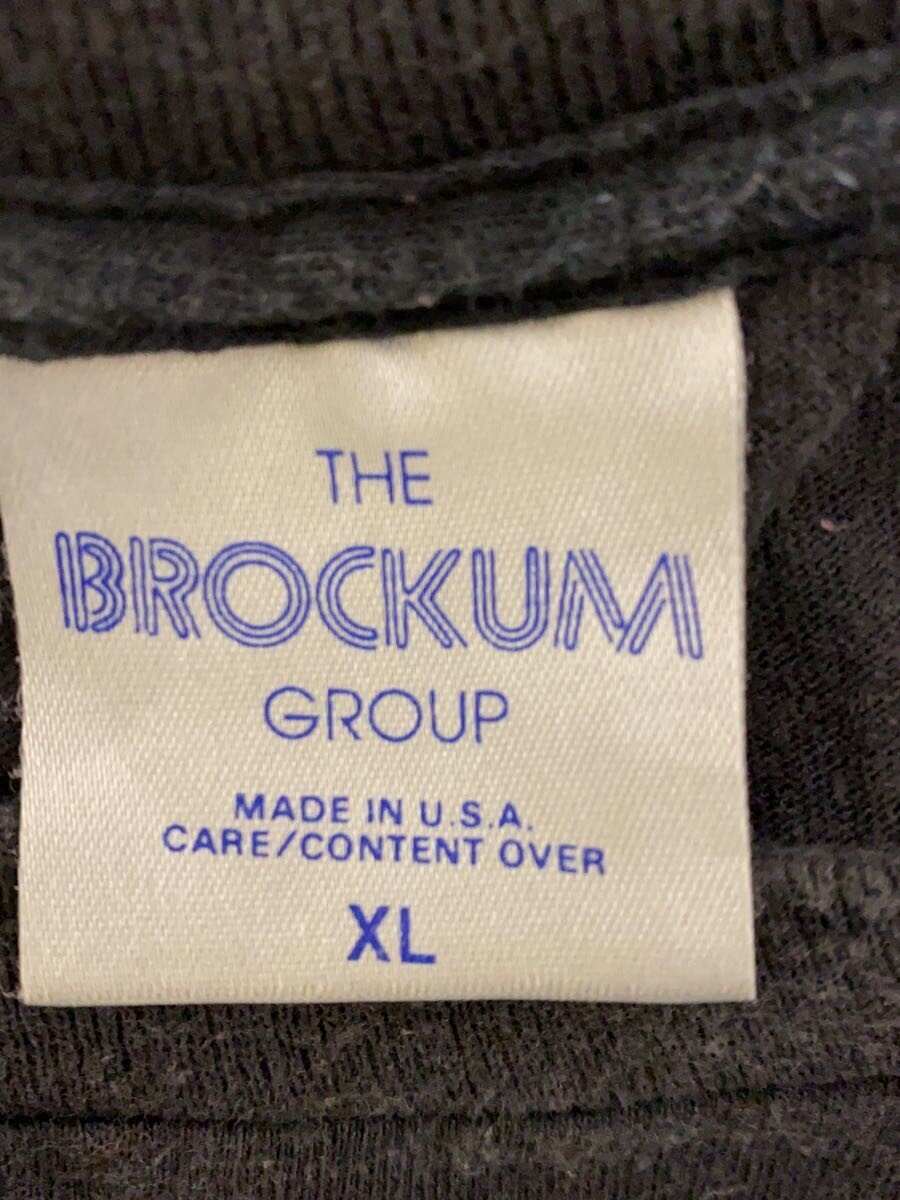 THE
BROCKUM
GROUP
MADE IN U.S.A.
CARE/CONTENT OVER
XL